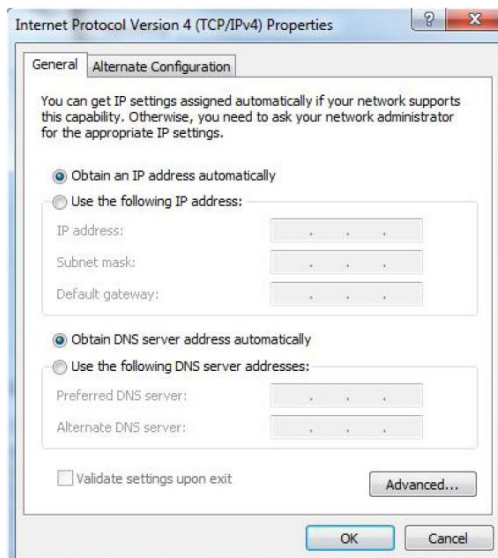 Internet Protocol Version 4 (TCP/IPv4) Properties
General Alternate Configuration
You can get IP settings assigned automatically if your network supports
this capability. Otherwise, you need to ask your network administrator
for the appropriate IP settings.
Obtain an IP address automatically
Use the following IP address:
IP address:
Subnet mask:
Default gateway:
Obtain DNS server address automatically
Use the following DNS server addresses:
Preferred DNS server:
Alternate DNS server:
Validate settings upon exit
Advanced...
OK Cancel